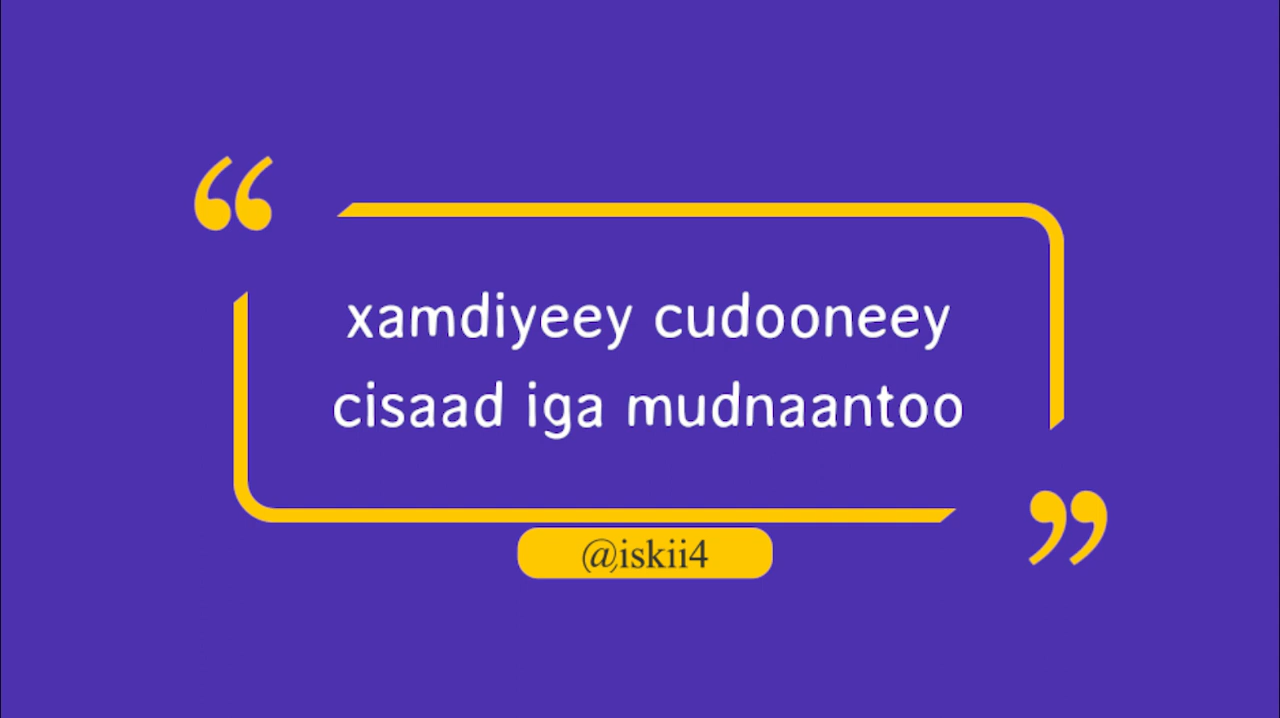 “
xamdiyeey cudooneey
cisaad iga mudnaantoo
”
@iskii4